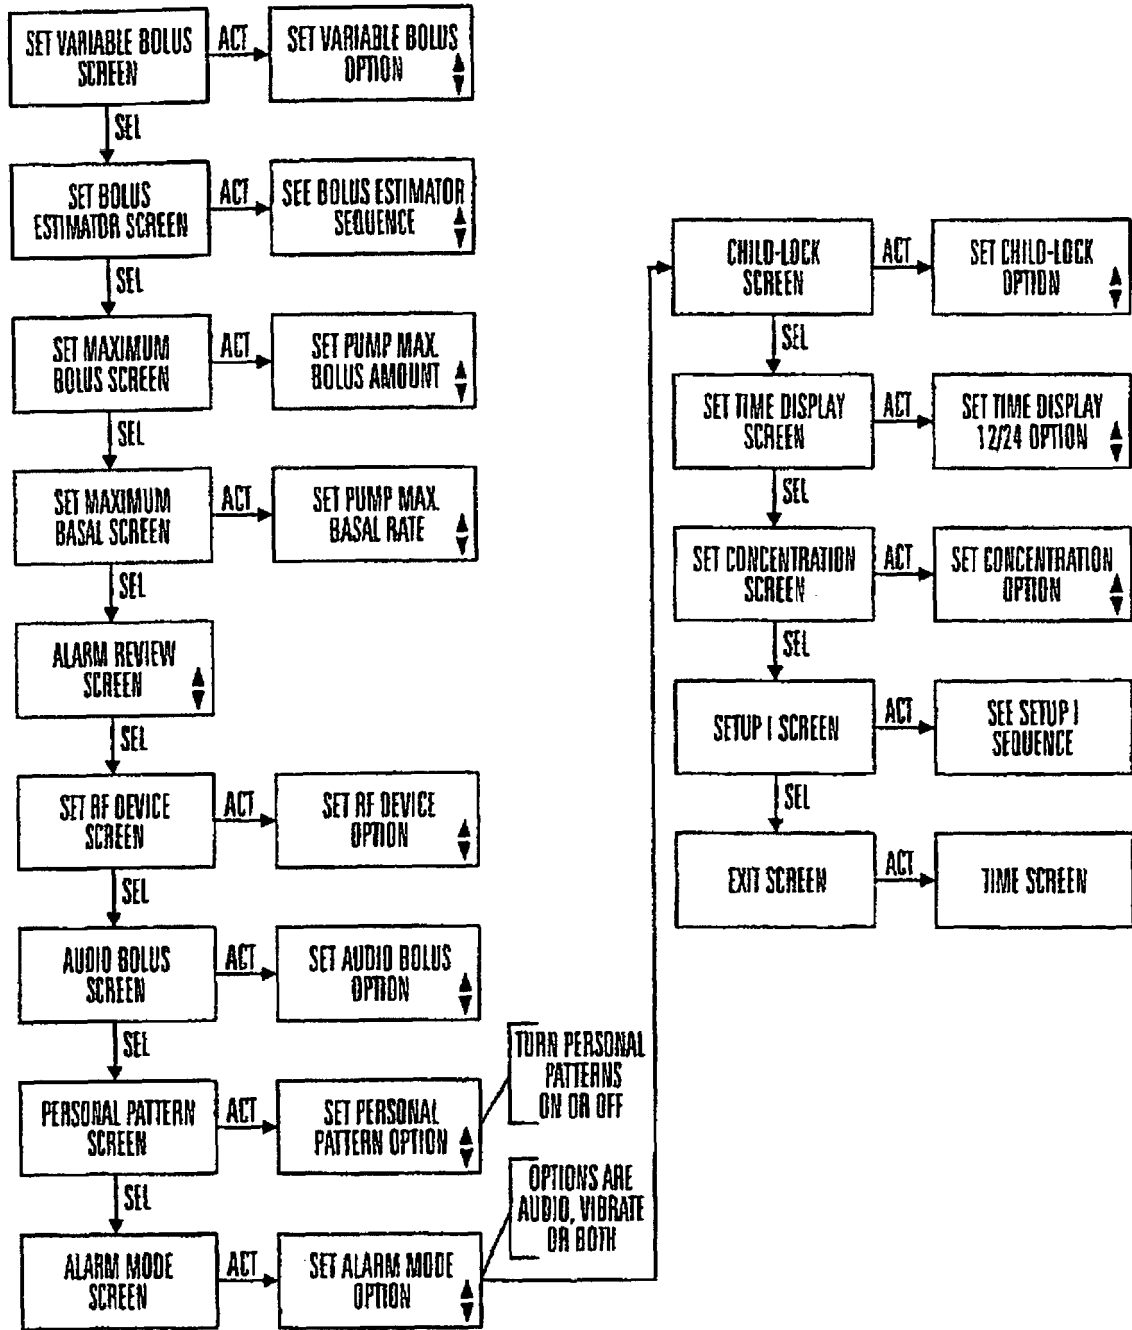 SET VARIABLE BOLUS
SCREEN
ACT
SET VARIABLE BOLUS
OPTION
SEL
SET BOLUS
ESTIMATOR SCREEN
ACT
SEE BOLUS ESTIMATOR
SEQUENCE
SEL
SET MAXIMUM
BOLUS SCREEN
ACT
SET PUMP MAX.
BOLUS AMOUNT
SEL
SET MAXIMUM
BASAL SCREEN
ACT
SET PUMP MAX.
BASAL RATE
SEL
ALARM REVIEW
SCREEN
SEL
SET RF DEVICE
SCREEN
ACT
SET RF DEVICE
OPTION
SEL
AUDIO BOLUS
SCREEN
ACT
SET AUDIO BOLUS
OPTION
SEL
PERSONAL PATTERN
SCREEN
ACT
SET PERSONAL
PATTERN OPTION
TURN PERSONAL
PATTERNS
ON OR OFF
SEL
ALARM MODE
SCREEN
ACT
SET ALARM MODE
OPTION
OPTIONS ARE
AUDIO, VIBRATE
OR BOTH
CHILD-LOCK
SCREEN
ACT
SET CHILD-LOCK
OPTION
SEL
SET TIME DISPLAY
SCREEN
ACT
SET TIME DISPLAY
12/24 OPTION
SEL
SET CONCENTRATION
SCREEN
ACT
SET CONCENTRATION
OPTION
SEL
SETUP I SCREEN
ACT
SEE SETUP I
SEQUENCE
SEL
EXIT SCREEN
ACT
TIME SCREEN